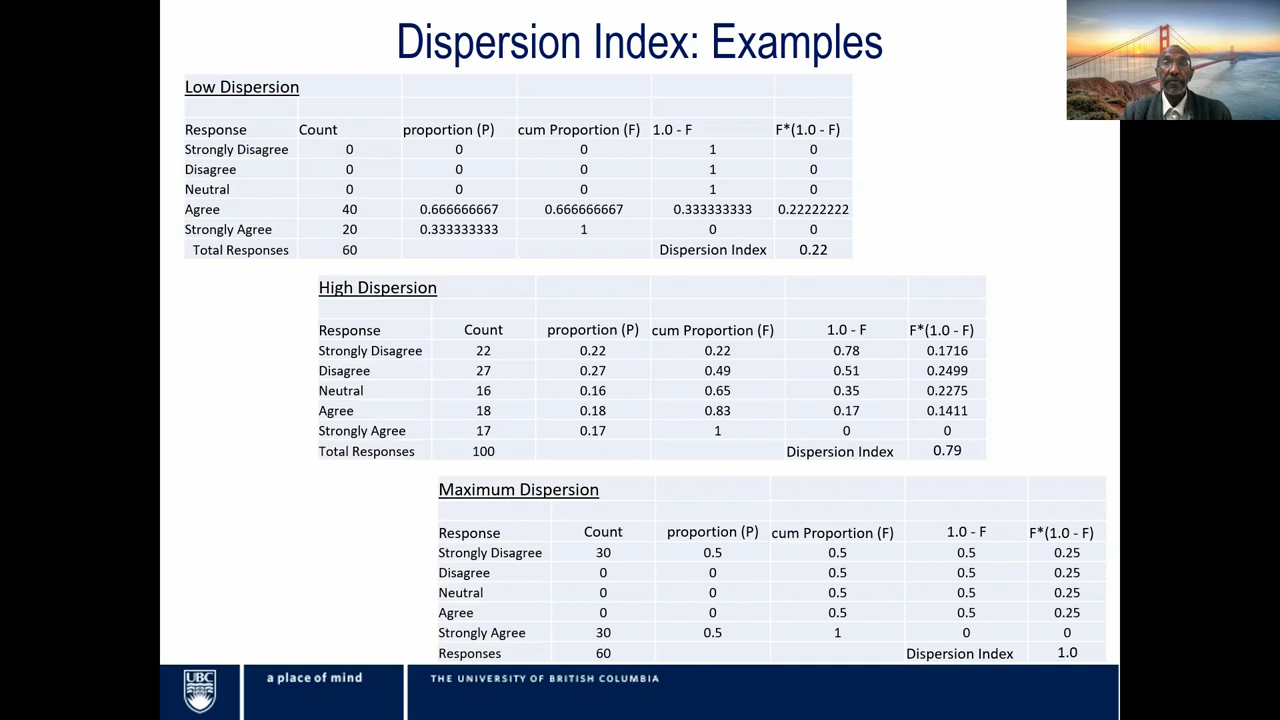 Dispersion Index: Examples
Low Dispersion
Response Count proportion (P) cum Proportion (F) 1.0 - F F*(1.0 - F)
Strongly Disagree 0 0 0 1 0
Disagree 0 0 0 1 0
Neutral 0 0 0 1 0
Agree 40 0.666666667 0.666666667 0.333333333 0.22222222
Strongly Agree 20 0.333333333 1 0 0
Total Responses 60 Dispersion Index 0.22
High Dispersion
Response Count proportion (P) cum Proportion (F) 1.0 - F F*(1.0 - F)
Strongly Disagree 22 0.22 0.22 0.78 0.1716
Disagree 27 0.27 0.49 0.51 0.2499
Neutral 16 0.16 0.65 0.35 0.2275
Agree 18 0.18 0.83 0.17 0.1411
Strongly Agree 17 0.17 1 0 0
Total Responses 100 Dispersion Index 0.79
Maximum Dispersion
Response Count proportion (P) cum Proportion (F) 1.0 - F F*(1.0 - F)
Strongly Disagree 30 0.5 0.5 0.5 0.25
Disagree 0 0 0.5 0.5 0.25
Neutral 0 0 0.5 0.5 0.25
Agree 0 0 0.5 0.5 0.25
Strongly Agree 30 0.5 1 0 0
Responses 60 Dispersion Index 1.0
UBC a place of mind THE UNIVERSITY OF BRITISH COLUMBIA